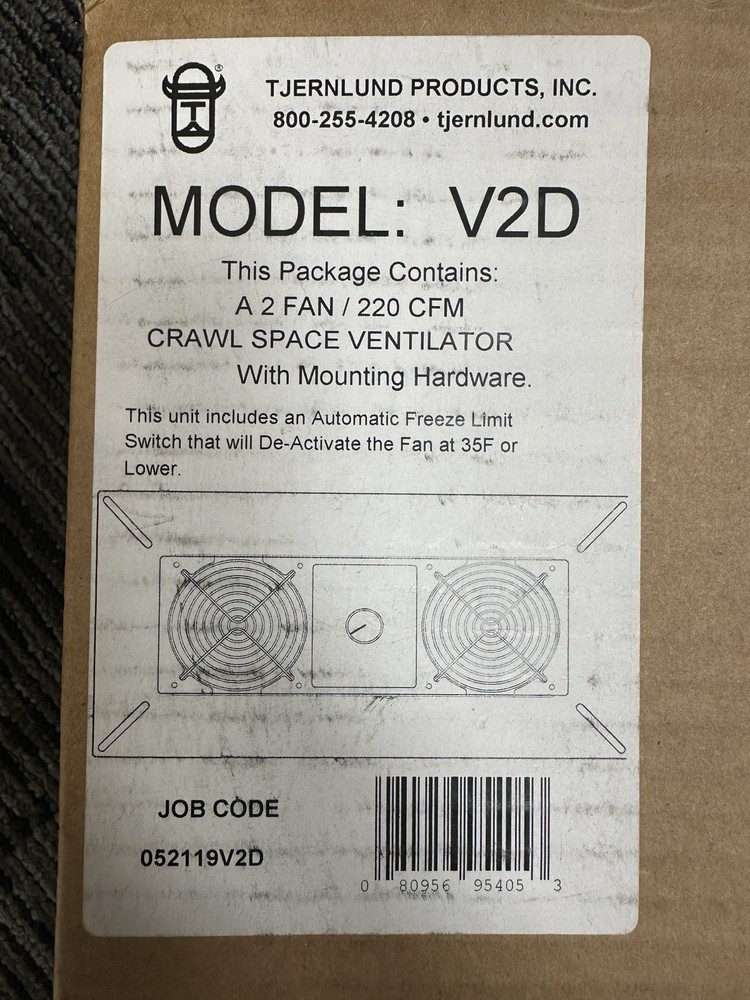 TJERNLUND PRODUCTS, INC.
800-255-4208 • tjernlund.com
MODEL: V2D
This Package Contains:
A 2 FAN / 220 CFM
CRAWL SPACE VENTILATOR
With Mounting Hardware.
This unit includes an Automatic Freeze Limit
Switch that will De-Activate the Fan at 35F or
Lower.
JOB CODE
052119V2D
0 80956 95405 3